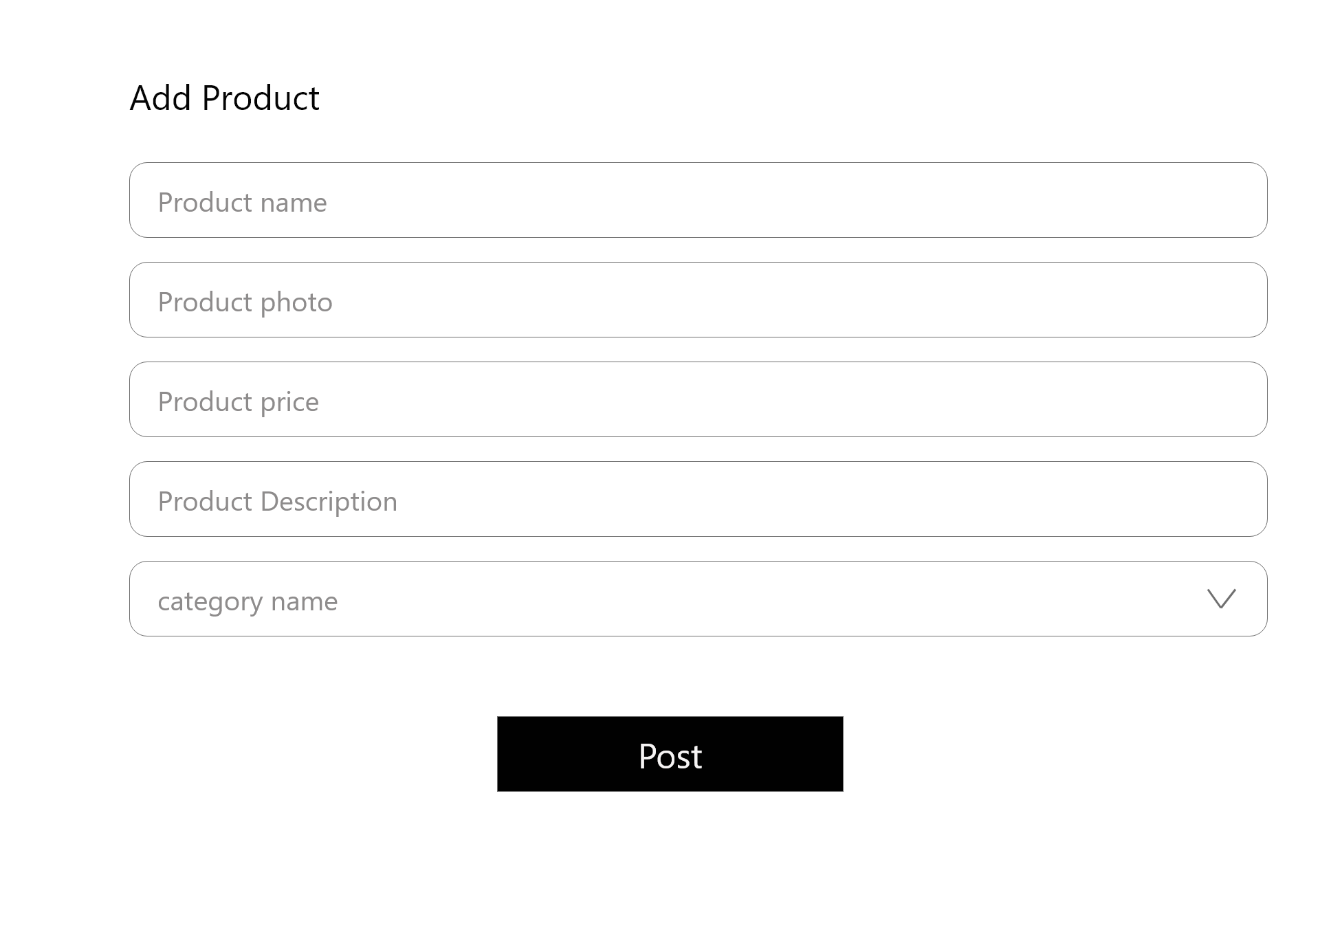 Add Product
Product name
Product photo
Product price
Product Description
category name
Post